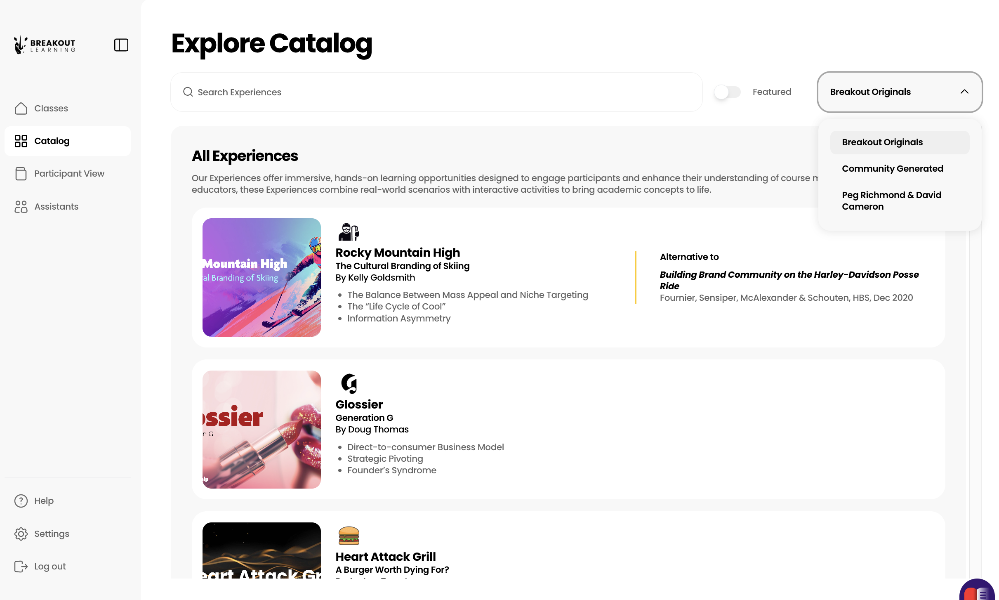 BREAKOUT
LEARNING
Classes
Catalog
Participant View
Assistants
Help
Settings
Log out
Explore Catalog
Search Experiences
Featured
Breakout Originals
Breakout Originals
Community Generated
Peg Richmond & David
Cameron
All Experiences
Our Experiences offer immersive, hands-on learning opportunities designed to engage participants and enhance their understanding of course
educators, these Experiences combine real-world scenarios with interactive activities to bring academic concepts to life.
Mountain High
al Branding of Skiing
Rocky Mountain High
The Cultural Branding of Skiing
By Kelly Goldsmith
The Balance Between Mass Appeal and Niche Targeting
The “Life Cycle of Cool”
Information Asymmetry
Alternative to
Building Brand Community on the Harley-Davidson Posse
Ride
Fournier, Sensiper, McAlexander & Schouten, HBS, Dec 2020
ossier
n G
ip
Glossier
Generation G
By Doug Thomas
Direct-to-consumer Business Model
Strategic Pivoting
Founder’s Syndrome
eart Attack Gr
Heart Attack Grill
A Burger Worth Dying For?